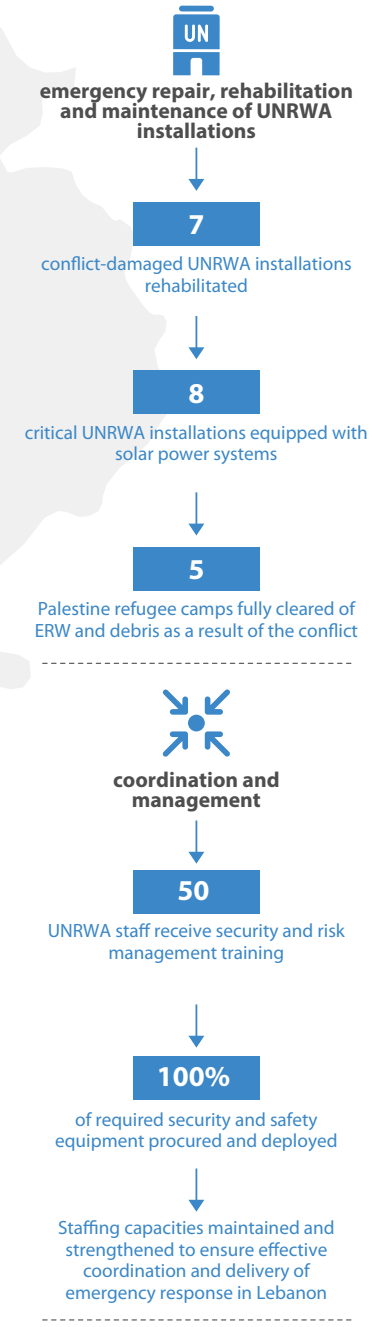 UN
emergency repair, rehabilitation
and maintenance of UNRWA
installations
7
conflict-damaged UNRWA installations
rehabilitated
8
critical UNRWA installations equipped with
solar power systems
5
Palestine refugee camps fully cleared of
ERW and debris as a result of the conflict
coordination and
management
50
UNRWA staff receive security and risk
management training
100%
of required security and safety
equipment procured and deployed
Staffing capacities maintained and
strengthened to ensure effective
coordination and delivery of
emergency response in Lebanon